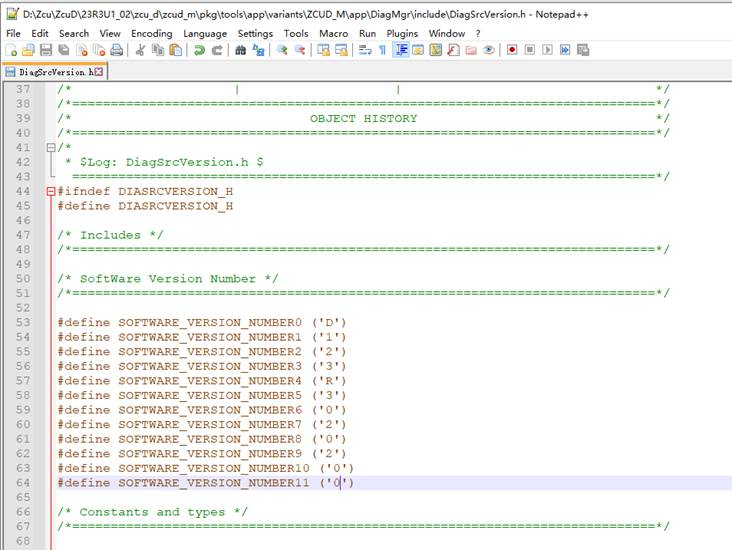 D:\Zcu\ZcuD\23R3U1_02\zcu_d\zcud_m\pkg\tools\app\variants\ZCUD_M\app\DiagMgr\include\DiagSrcVersion.h - Notepad++
File Edit Search View Encoding Language Settings Tools Macro Run Plugins Window ?
DiagSrcVersion.h
37 /* | | */
38 /*============================================================================*/
39 /* OBJECT HISTORY */
40 /*============================================================================*/
41 /*
42 * $Log: DiagSrcVersion.h $
43 ============================================================================*/
44 #ifndef DIASRCVERSION_H
45 #define DIASRCVERSION_H
46
47 /* Includes */
48 /*============================================================================*/
49
50 /* SoftWare Version Number */
51 /*============================================================================*/
52
53 #define SOFTWARE_VERSION_NUMBER0 ('D')
54 #define SOFTWARE_VERSION_NUMBER1 ('1')
55 #define SOFTWARE_VERSION_NUMBER2 ('2')
56 #define SOFTWARE_VERSION_NUMBER3 ('3')
57 #define SOFTWARE_VERSION_NUMBER4 ('R')
58 #define SOFTWARE_VERSION_NUMBER5 ('3')
59 #define SOFTWARE_VERSION_NUMBER6 ('0')
60 #define SOFTWARE_VERSION_NUMBER7 ('2')
61 #define SOFTWARE_VERSION_NUMBER8 ('0')
62 #define SOFTWARE_VERSION_NUMBER9 ('2')
63 #define SOFTWARE_VERSION_NUMBER10 ('0')
64 #define SOFTWARE_VERSION_NUMBER11 ('0')
65
66 /* Constants and types */
67 /*============================================================================*/
68